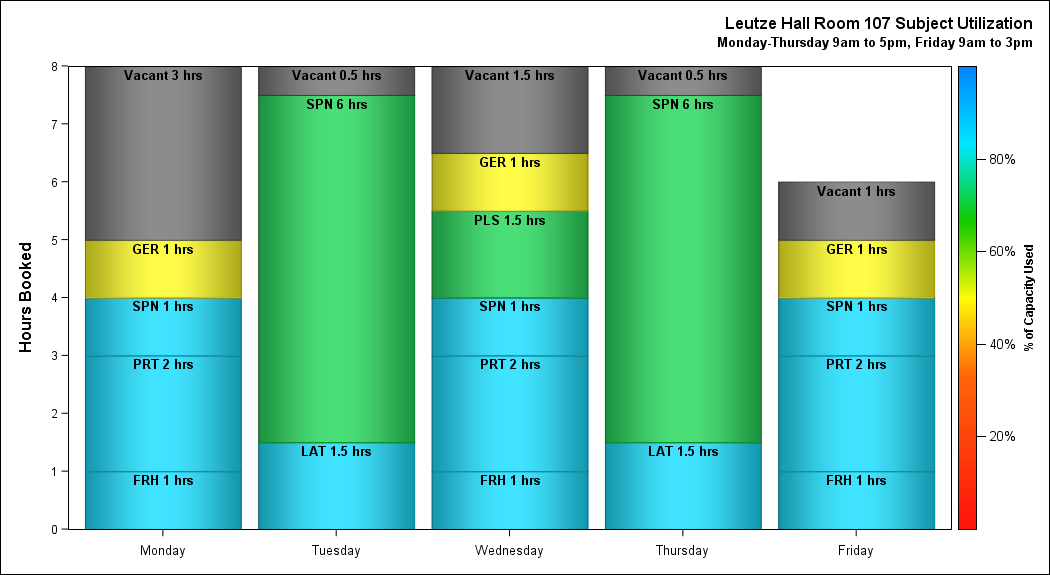 Leutze Hall Room 107 Subject Utilization
Monday-Thursday 9am to 5pm, Friday 9am to 3pm
Hours Booked
8
7
6
5
4
3
2
1
0
Vacant 3 hrs
GER 1 hrs
SPN 1 hrs
PRT 2 hrs
FRH 1 hrs
Vacant 0.5 hrs
SPN 6 hrs
LAT 1.5 hrs
Vacant 1.5 hrs
GER 1 hrs
PLS 1.5 hrs
SPN 1 hrs
PRT 2 hrs
FRH 1 hrs
Vacant 0.5 hrs
SPN 6 hrs
LAT 1.5 hrs
Vacant 1 hrs
GER 1 hrs
SPN 1 hrs
PRT 2 hrs
FRH 1 hrs
Monday
Tuesday
Wednesday
Thursday
Friday
80%
60%
40%
20%
% of Capacity Used